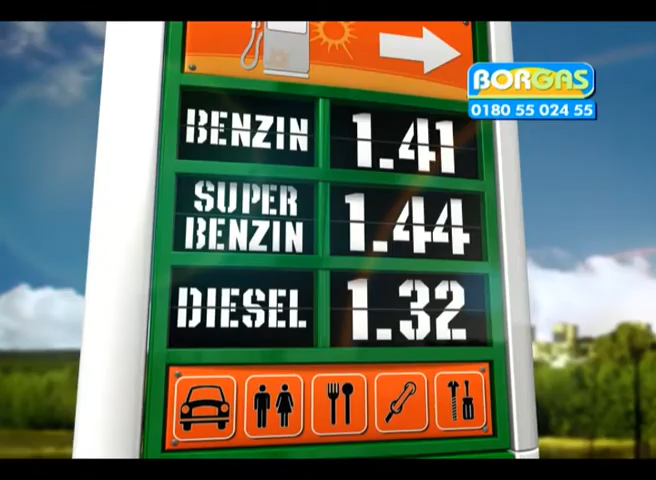 BORGAS
0180 55 024 55
BENZIN 1.41
SUPER
BENZIN 1.44
DIESEL 1.32